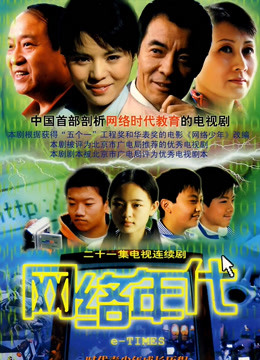 中国首部剖析网络时代教育的电视剧
本剧根据获得“五个一”工程奖和华表奖的电影《网络少年》改编
本剧被评为北京市广电局推荐的优秀电视剧
本剧剧本被北京市广电局评为优秀电视剧本
http:
二十一集电视连续剧
网络年代
e-TIMES